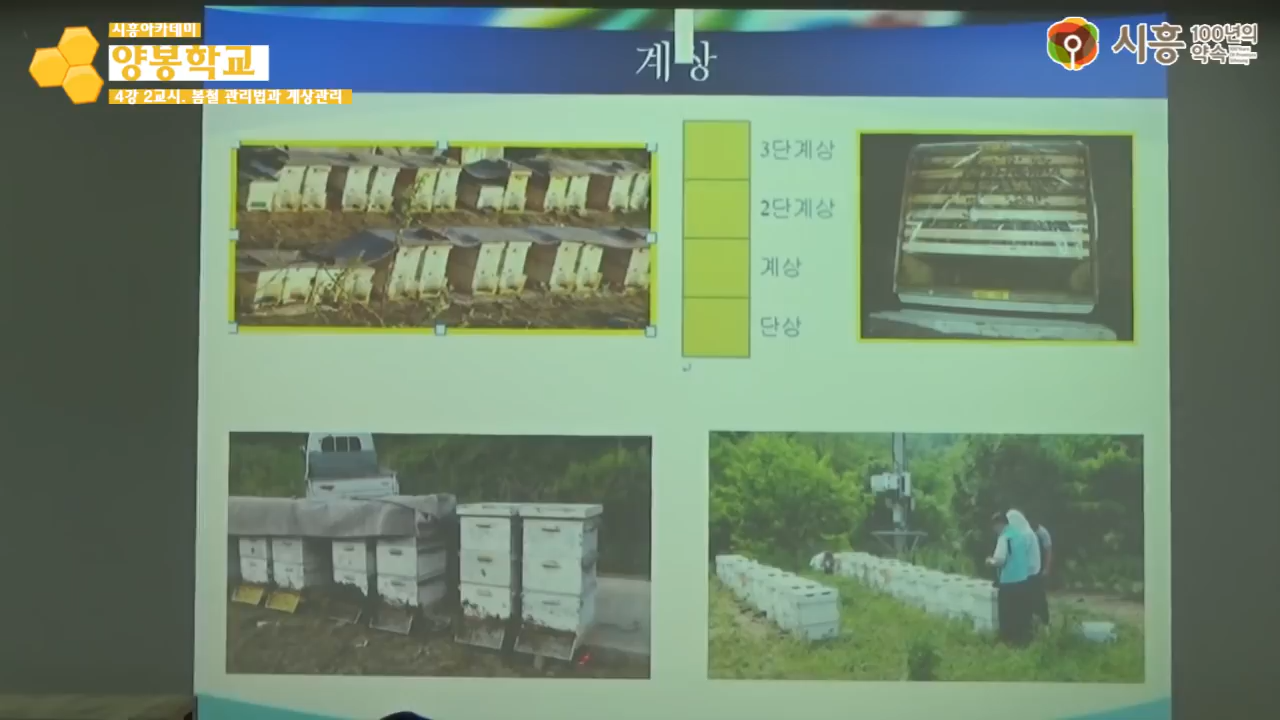 시흥아카데미
양봉학교
4강 2교시. 봄철 관리법과 계상관리
시흥 100년의
약속
계상
3단계상
2단계상
계상
단상